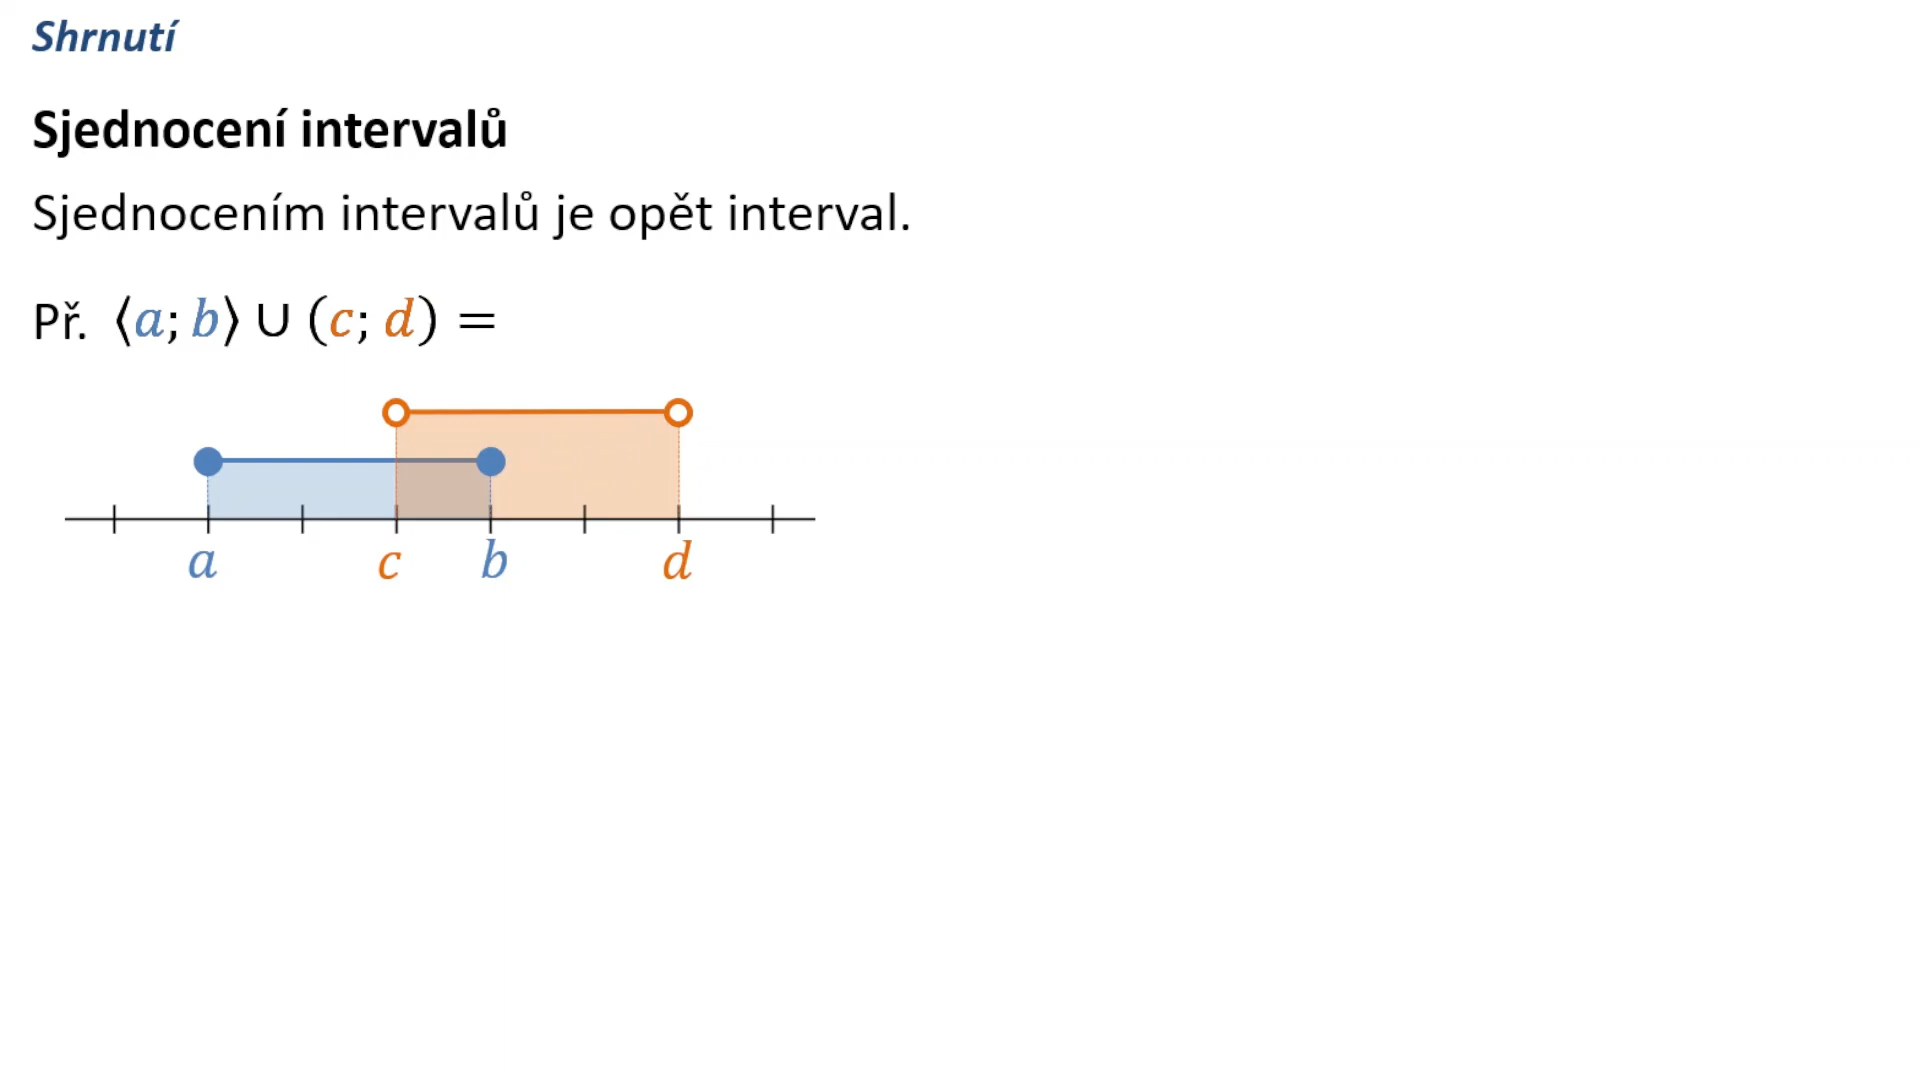 Shrnutí
Sjednocení intervalů
Sjednocením intervalů je opět interval.
Př. ⟨a; b⟩ ∪ (c; d) =
a c b d